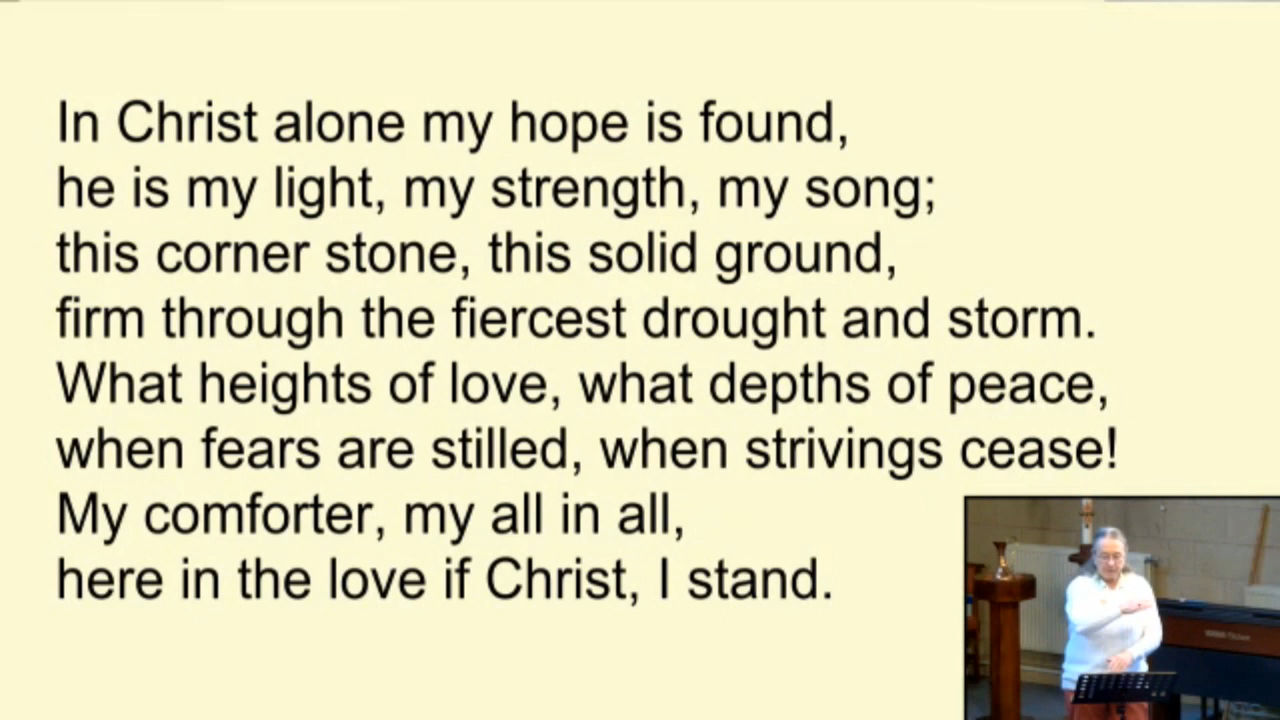 In Christ alone my hope is found,
he is my light, my strength, my song;
this corner stone, this solid ground,
firm through the fiercest drought and storm.
What heights of love, what depths of peace,
when fears are stilled, when strivings cease!
My comforter, my all in all,
here in the love if Christ, I stand.